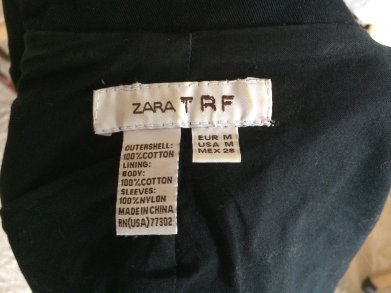 ZARA TRF
OUTERSHELL:
100%COTTON
LINING:
BODY:
100%COTTON
SLEEVES:
100%NYLON
MADE IN CHINA
RN(USA)77302
EUR M
USA M
MEX 28